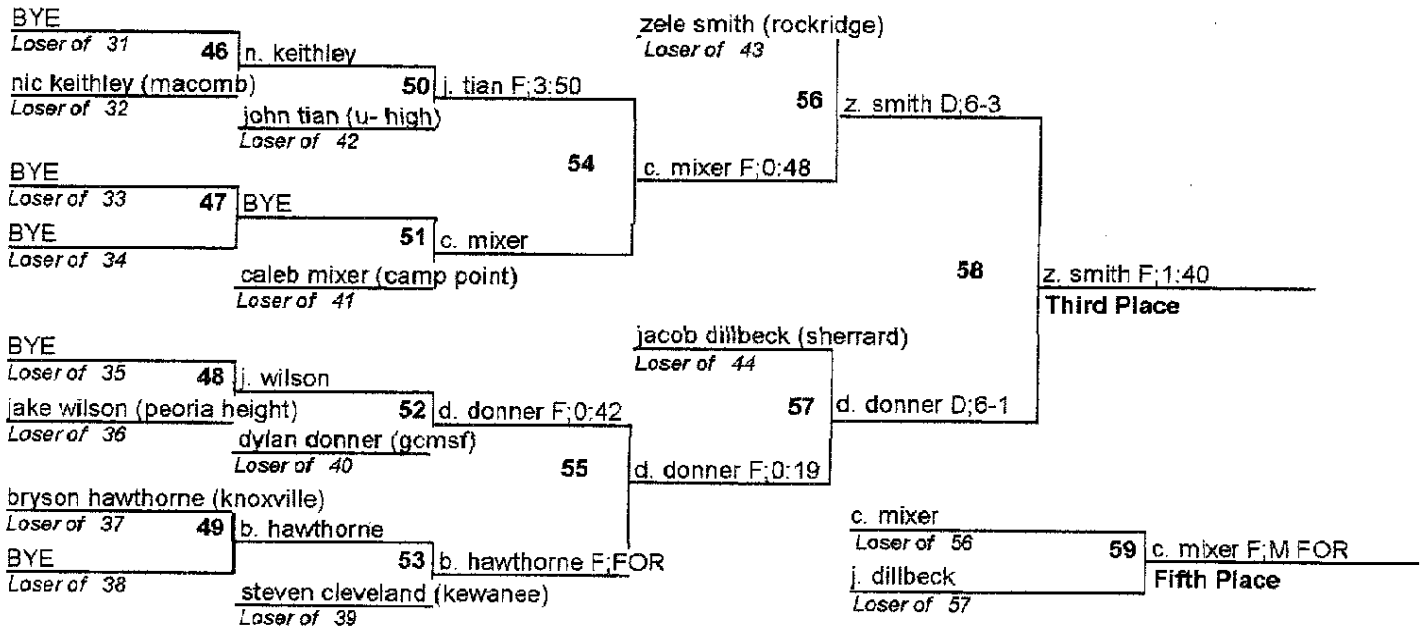 BYE
Loser of 31
46
n. keithley
nic keithley (macomb)
Loser of 32
50
j. tian F;3:50
john tian (u- high)
Loser of 42
BYE
Loser of 33
47
BYE
BYE
Loser of 34
51
c. mixer
caleb mixer (camp point)
Loser of 41
54
c. mixer F;0:48
zele smith (rockridge)
Loser of 43
56
z. smith D;6-3
BYE
Loser of 35
48
j. wilson
jake wilson (peoria height)
Loser of 36
52
d. donner F;0:42
dylan donner (gcmsf)
Loser of 40
bryson hawthorne (knoxville)
Loser of 37
49
b. hawthorne
BYE
Loser of 38
53
b. hawthorne F;FOR
steven cleveland (kewanee)
Loser of 39
55
d. donner F;0:19
jacob dillbeck (sherrard)
Loser of 44
57
d. donner D;6-1
58
z. smith F;1:40
Third Place
c. mixer
Loser of 56
59
c. mixer F;M FOR
j. dillbeck
Loser of 57
Fifth Place